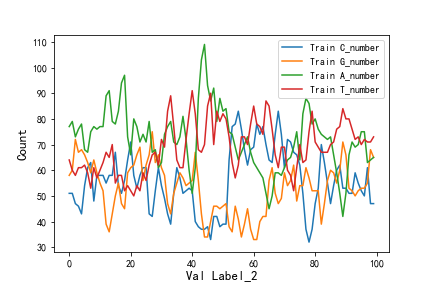 Train C_number
Train G_number
Train A_number
Train T_number
110
100
90
80
70
60
50
40
30
Count
0
20
40
60
80
100
Val Label_2